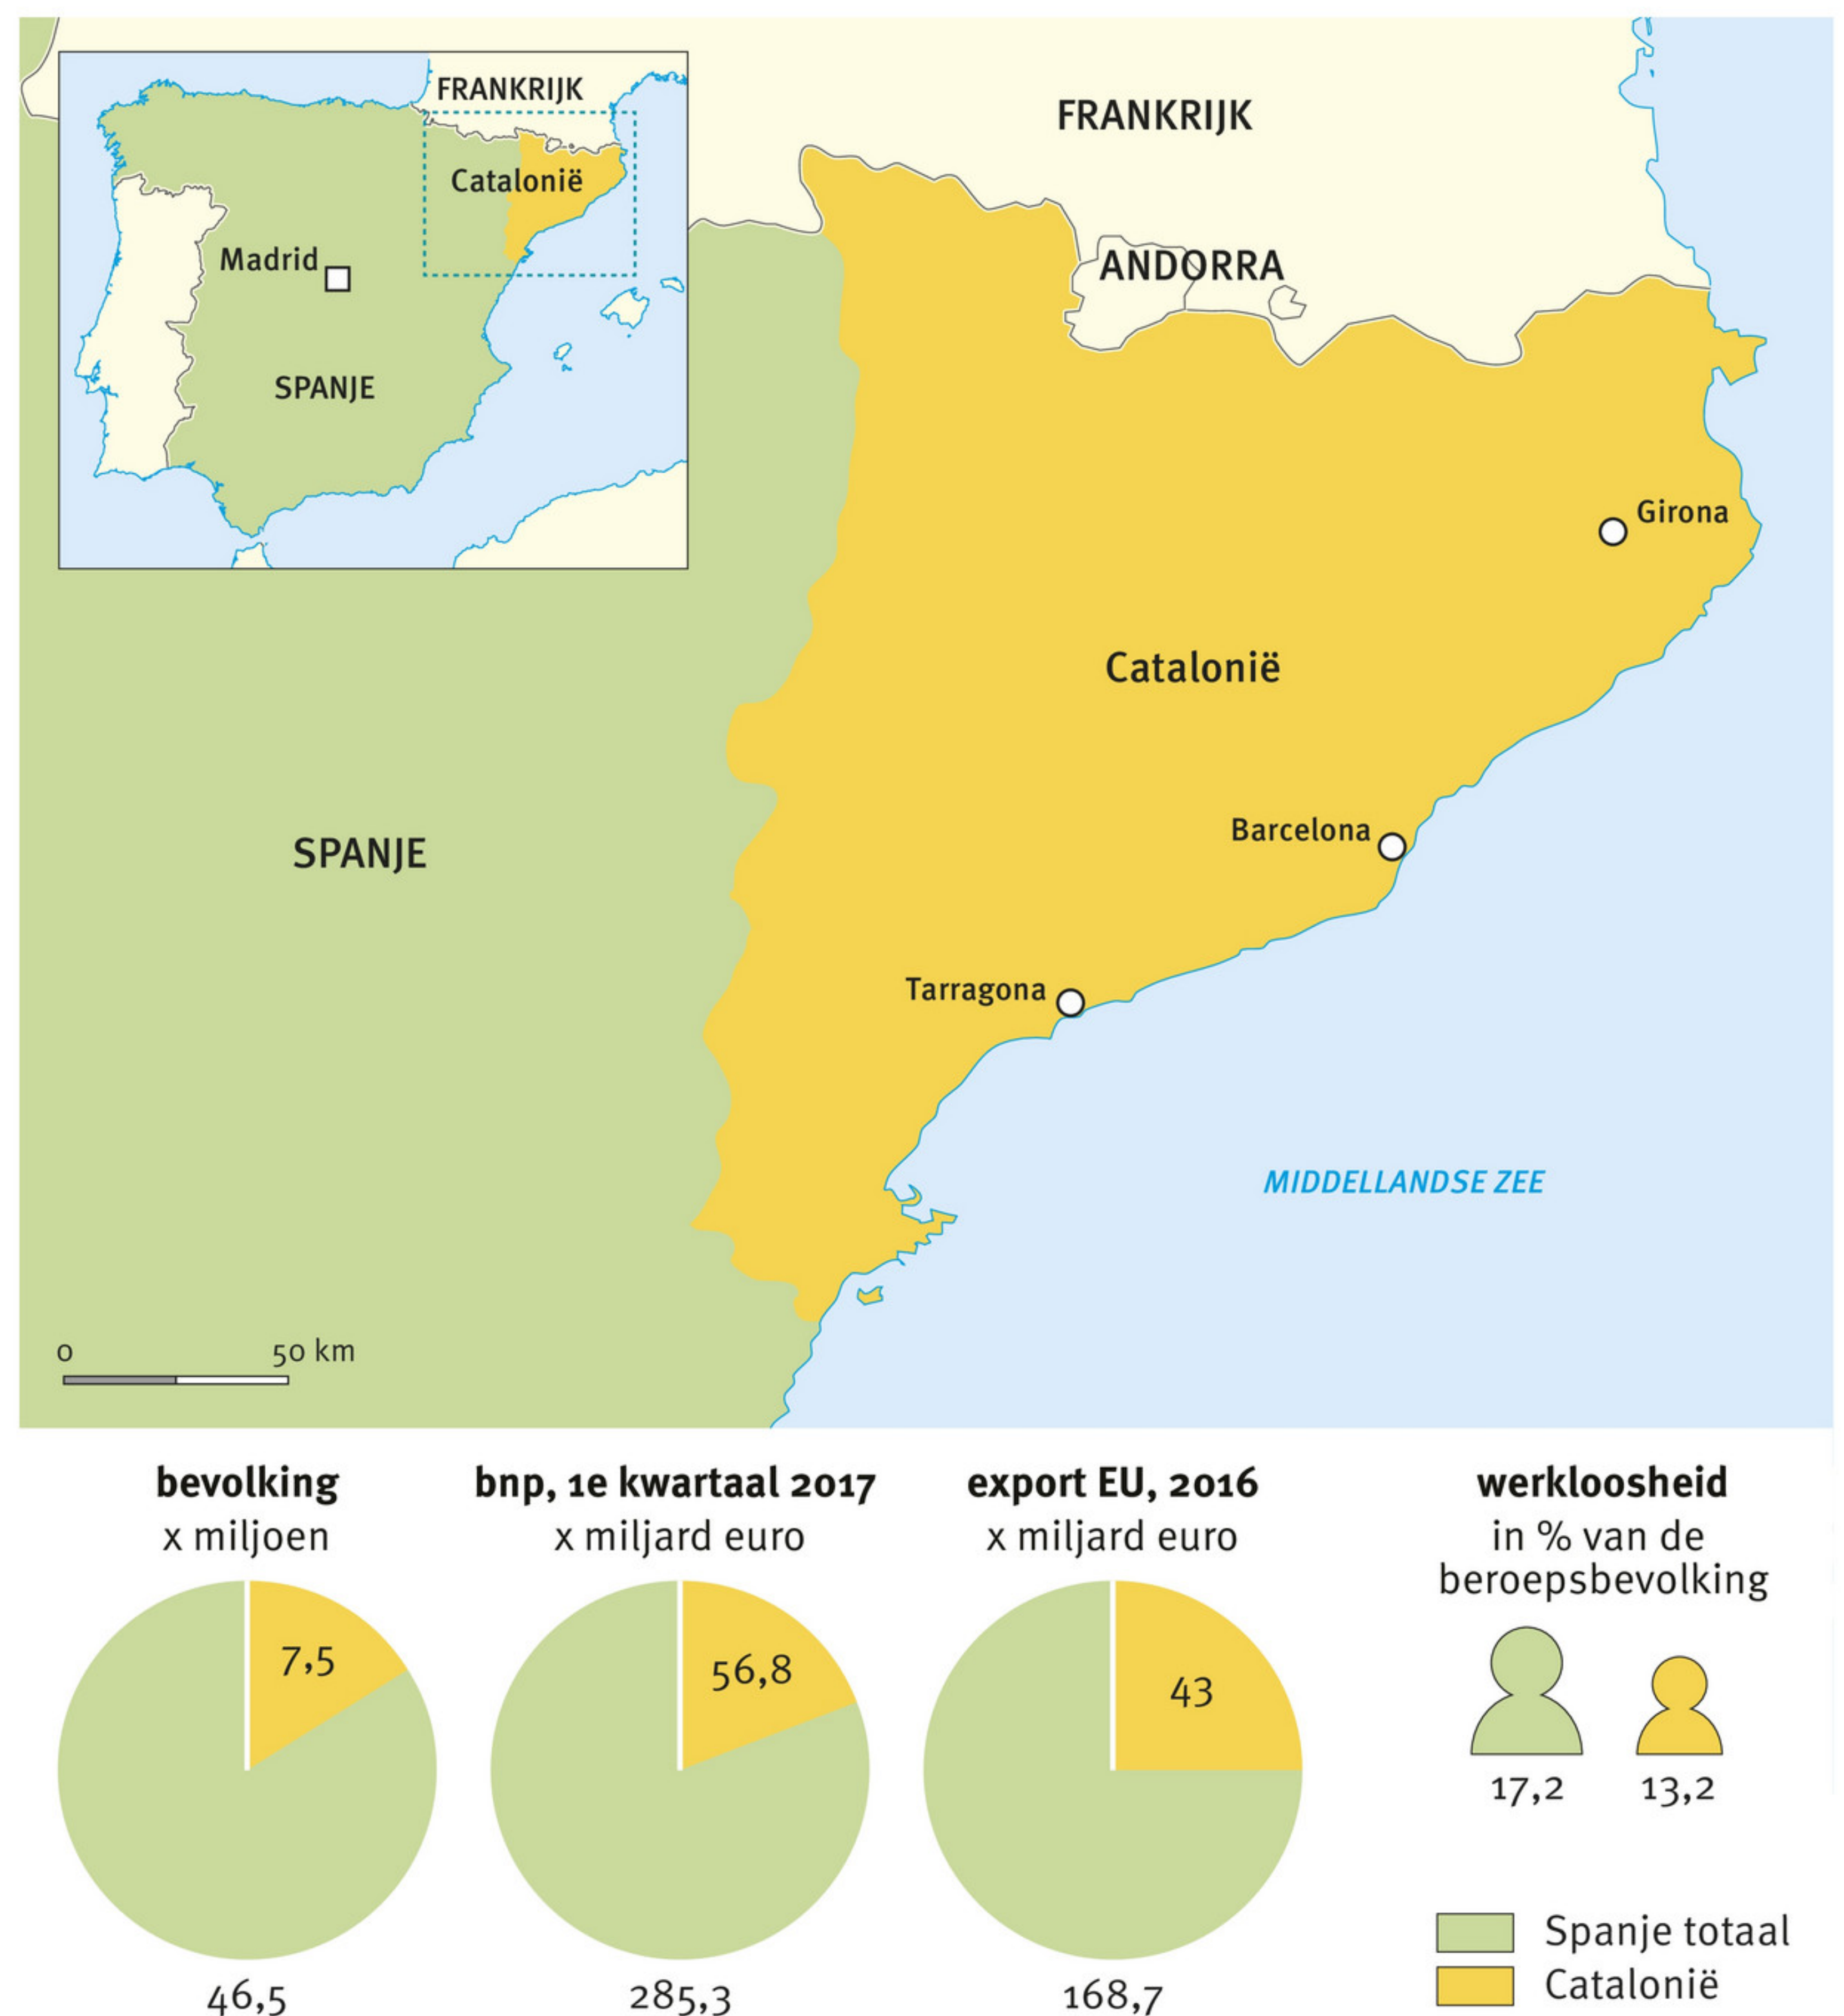 FRANKRIJK
Catalonië
Madrid
SPANJE
FRANKRIJK
ANDORRA
Girona
Catalonië
Barcelona
SPANJE
Tarragona
MIDDELLANDSE ZEE
0 50 km
bevolking
x miljoen
7,5
46,5
bnp, 1e kwartaal 2017
x miljard euro
56,8
285,3
export EU, 2016
x miljard euro
43
168,7
werkloosheid
in % van de
beroepsbevolking
17,2 13,2
Spanje totaal
Catalonië